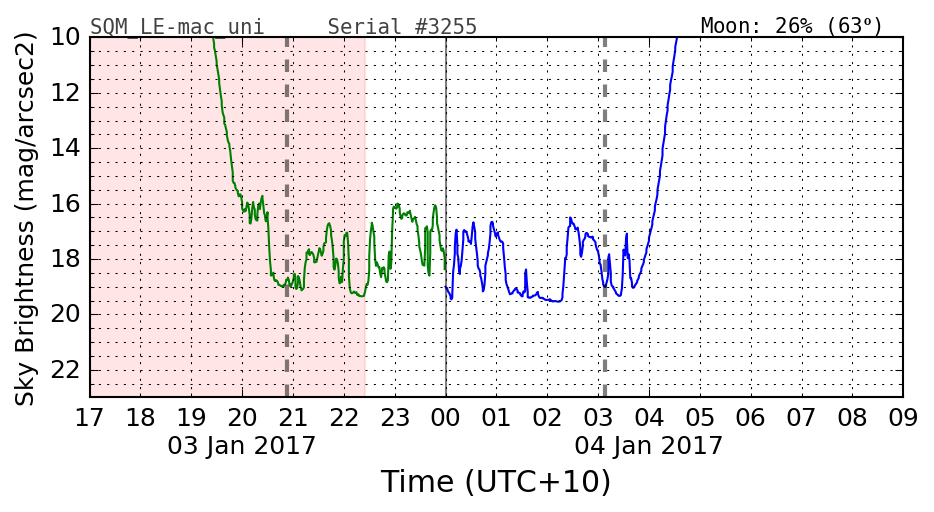 SQM_LE-mac_uni Serial #3255 Moon: 26% (63°)
Sky Brightness (mag/arcsec2)
10
12
14
16
18
20
22
17 18 19 20 21 22 23 00 01 02 03 04 05 06 07 08 09
03 Jan 2017 04 Jan 2017
Time (UTC+10)